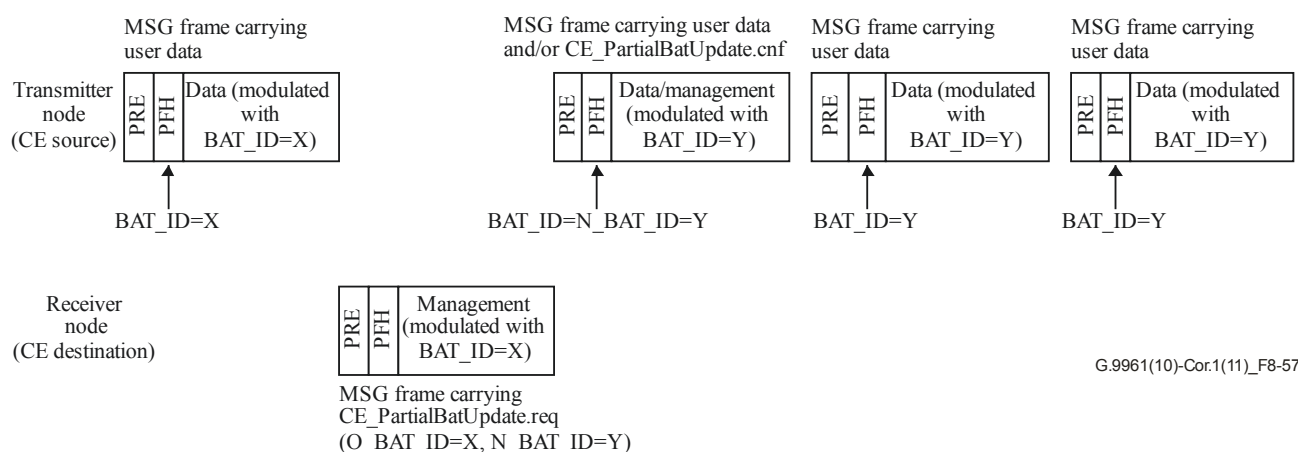 MSG frame carrying
user data
MSG frame carrying user data
and/or CE_PartialBatUpdate.cnf
MSG frame carrying
user data
MSG frame carrying
user data
Transmitter
node
(CE source)
PRE
PFH
Data (modulated
with
BAT_ID=X)
PRE
PFH
Data/management
(modulated with
BAT_ID=Y)
PRE
PFH
Data (modulated
with
BAT_ID=Y)
PRE
PFH
Data (modulated
with
BAT_ID=Y)
BAT_ID=X
BAT_ID=N_BAT_ID=Y
BAT_ID=Y
BAT_ID=Y
Receiver
node
(CE destination)
PRE
PFH
Management
(modulated with
BAT_ID=X)
G.9961(10)-Cor.1(11)_F8-57
MSG frame carrying
CE_PartialBatUpdate.req
(O_BAT_ID=X, N_BAT_ID=Y)